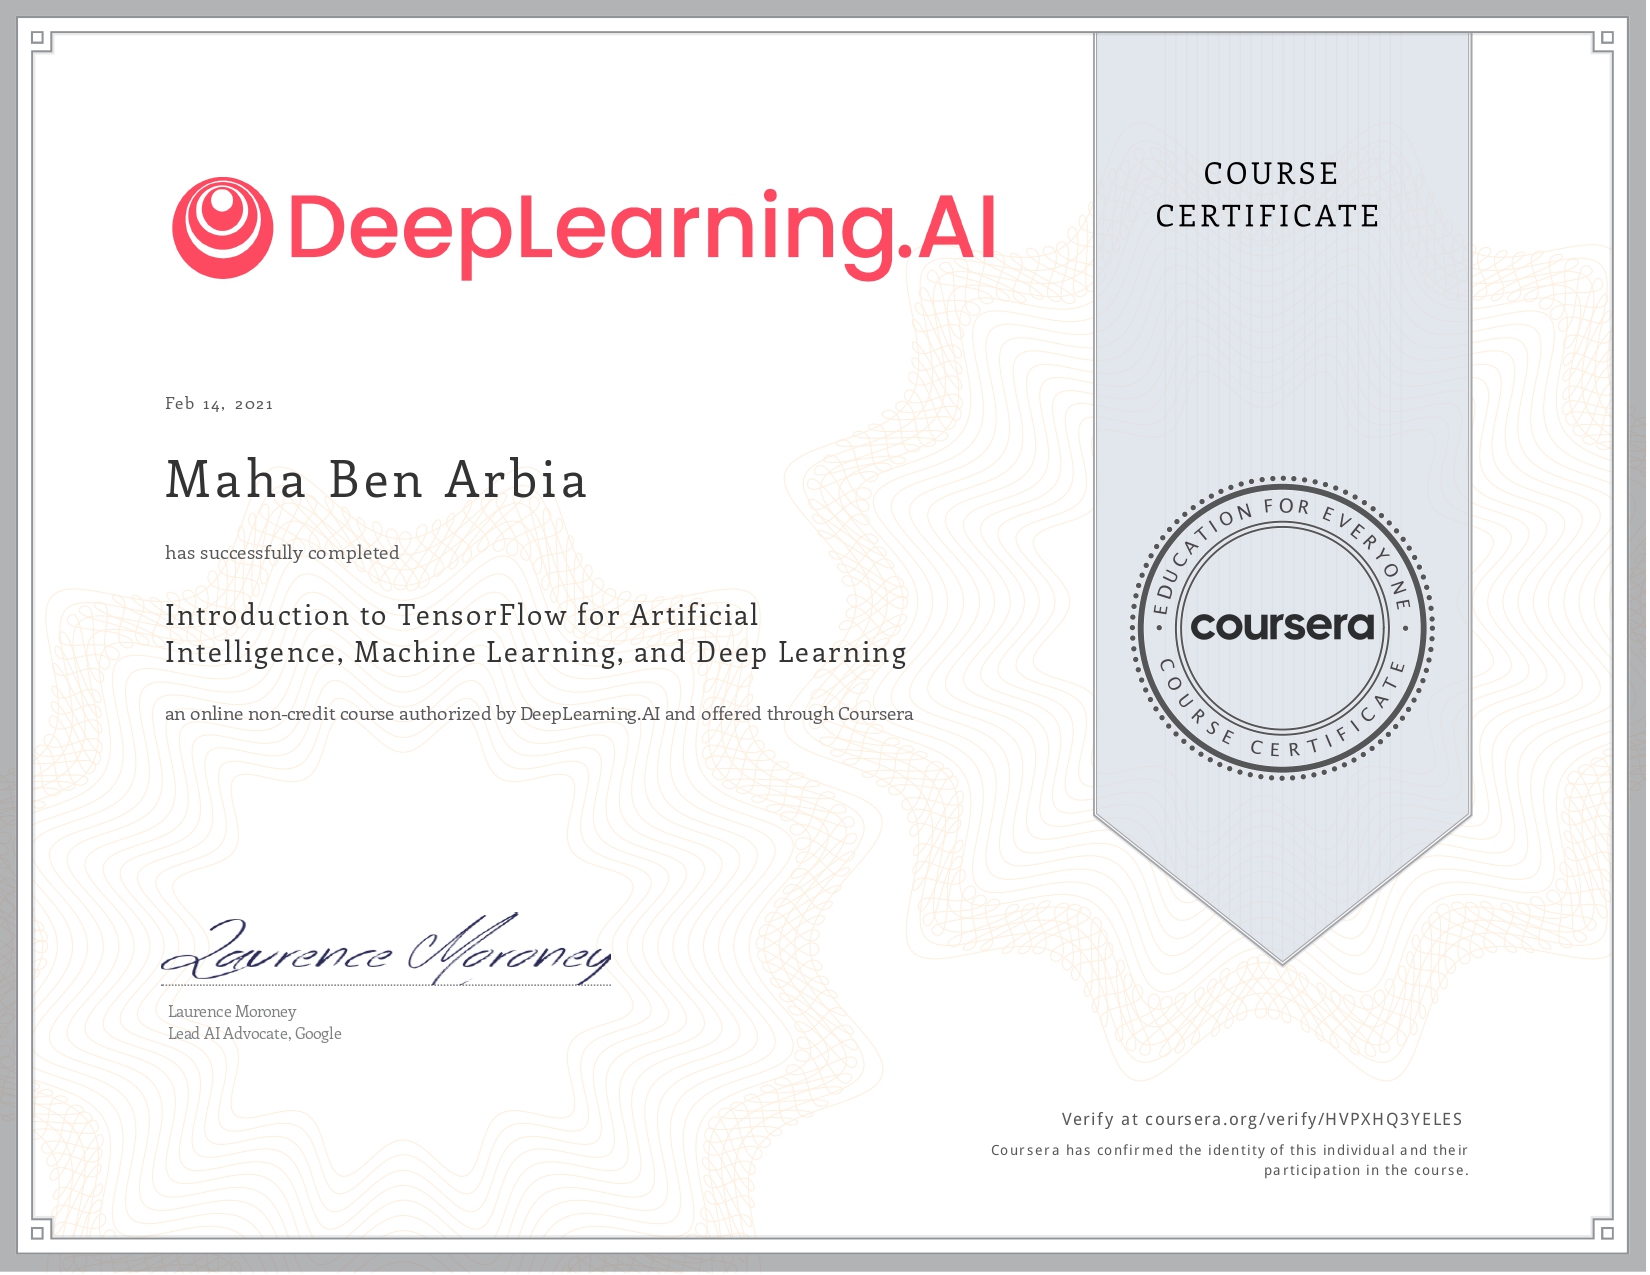 DeepLearning.AI
COURSE
CERTIFICATE
Feb 14, 2021
Maha Ben Arbia
has successfully completed
Introduction to TensorFlow for Artificial
Intelligence, Machine Learning, and Deep Learning
an online non-credit course authorized by DeepLearning.AI and offered through Coursera
EDUCATION FOR EVERYONE
coursera
COURSE CERTIFICATE
Laurence Moroney
Laurence Moroney
Lead AI Advocate, Google
Verify at coursera.org/verify/HVPXHQ3YELES
Coursera has confirmed the identity of this individual and their
participation in the course.